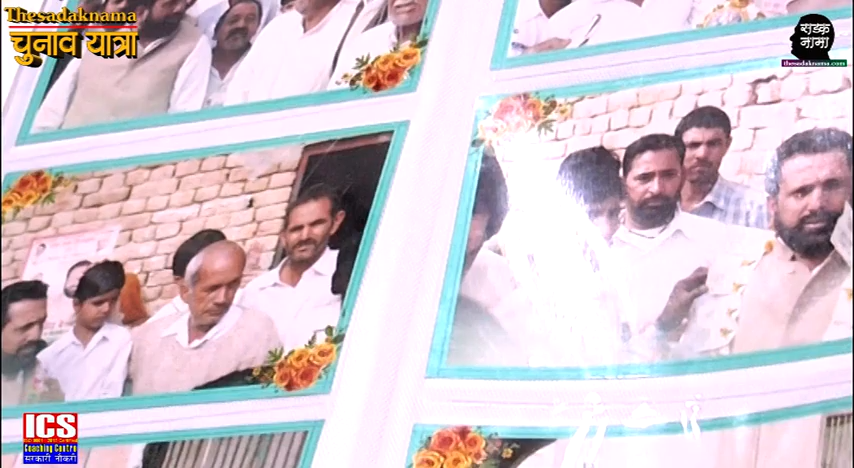 Thesadaknama
चुनाव यात्रा
सड़क
नामा
thesadaknama.com
ICS
Coaching Centre
सरकारी नौकरी